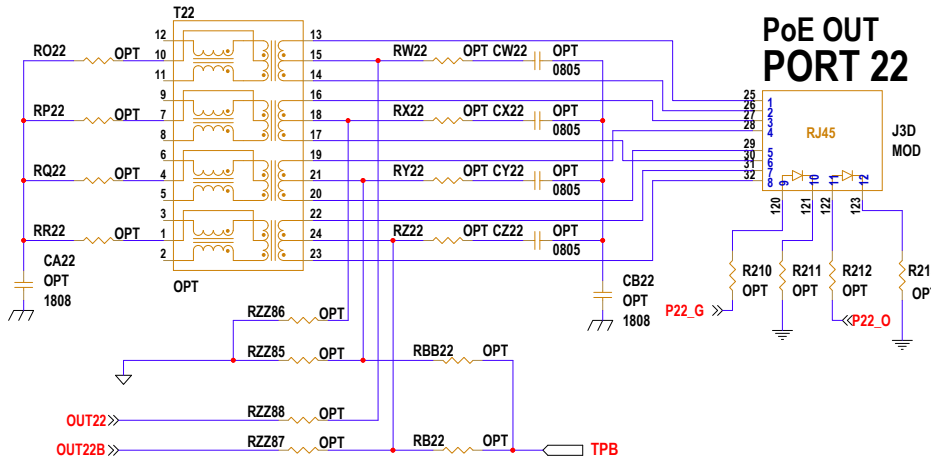 T22
12
10
11
9
7
8
6
4
5
3
1
2
13
15
14
16
18
17
19
21
20
22
24
23
OPT
RO22 OPT
RP22 OPT
RQ22 OPT
RR22 OPT
CA22
OPT
1808
RW22 OPT CW22 OPT
0805
RX22 OPT CX22 OPT
0805
RY22 OPT CY22 OPT
0805
RZ22 OPT CZ22 OPT
0805
CB22
OPT
1808
PoE OUT
PORT 22
25
26
27
28
29
30
31
32
1
2
3
4
5
6
7
8
RJ45
J3D
MOD
9 10 11 12
120 121 122 123
R210
OPT
R211
OPT
R212
OPT
P22_G
P22_O
RZZ86 OPT
RZZ85 OPT
RBB22 OPT
OUT22
RZZ88 OPT
OUT22B
RZZ87 OPT
RB22 OPT
TPB